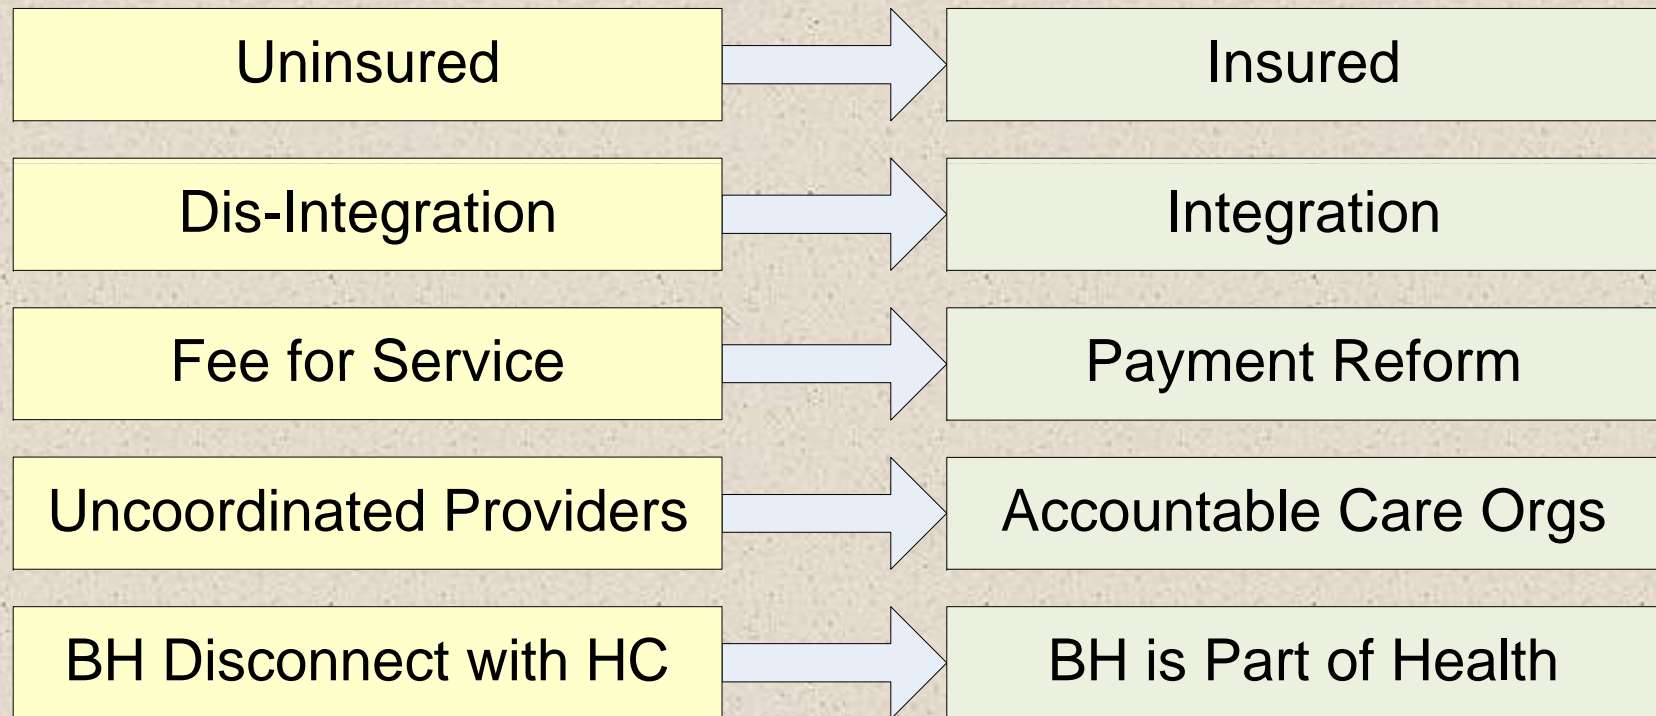 Uninsured
Insured
Dis-Integration
Integration
Fee for Service
Payment Reform
Uncoordinated Providers
Accountable Care Orgs
BH Disconnect with HC
BH is Part of Health